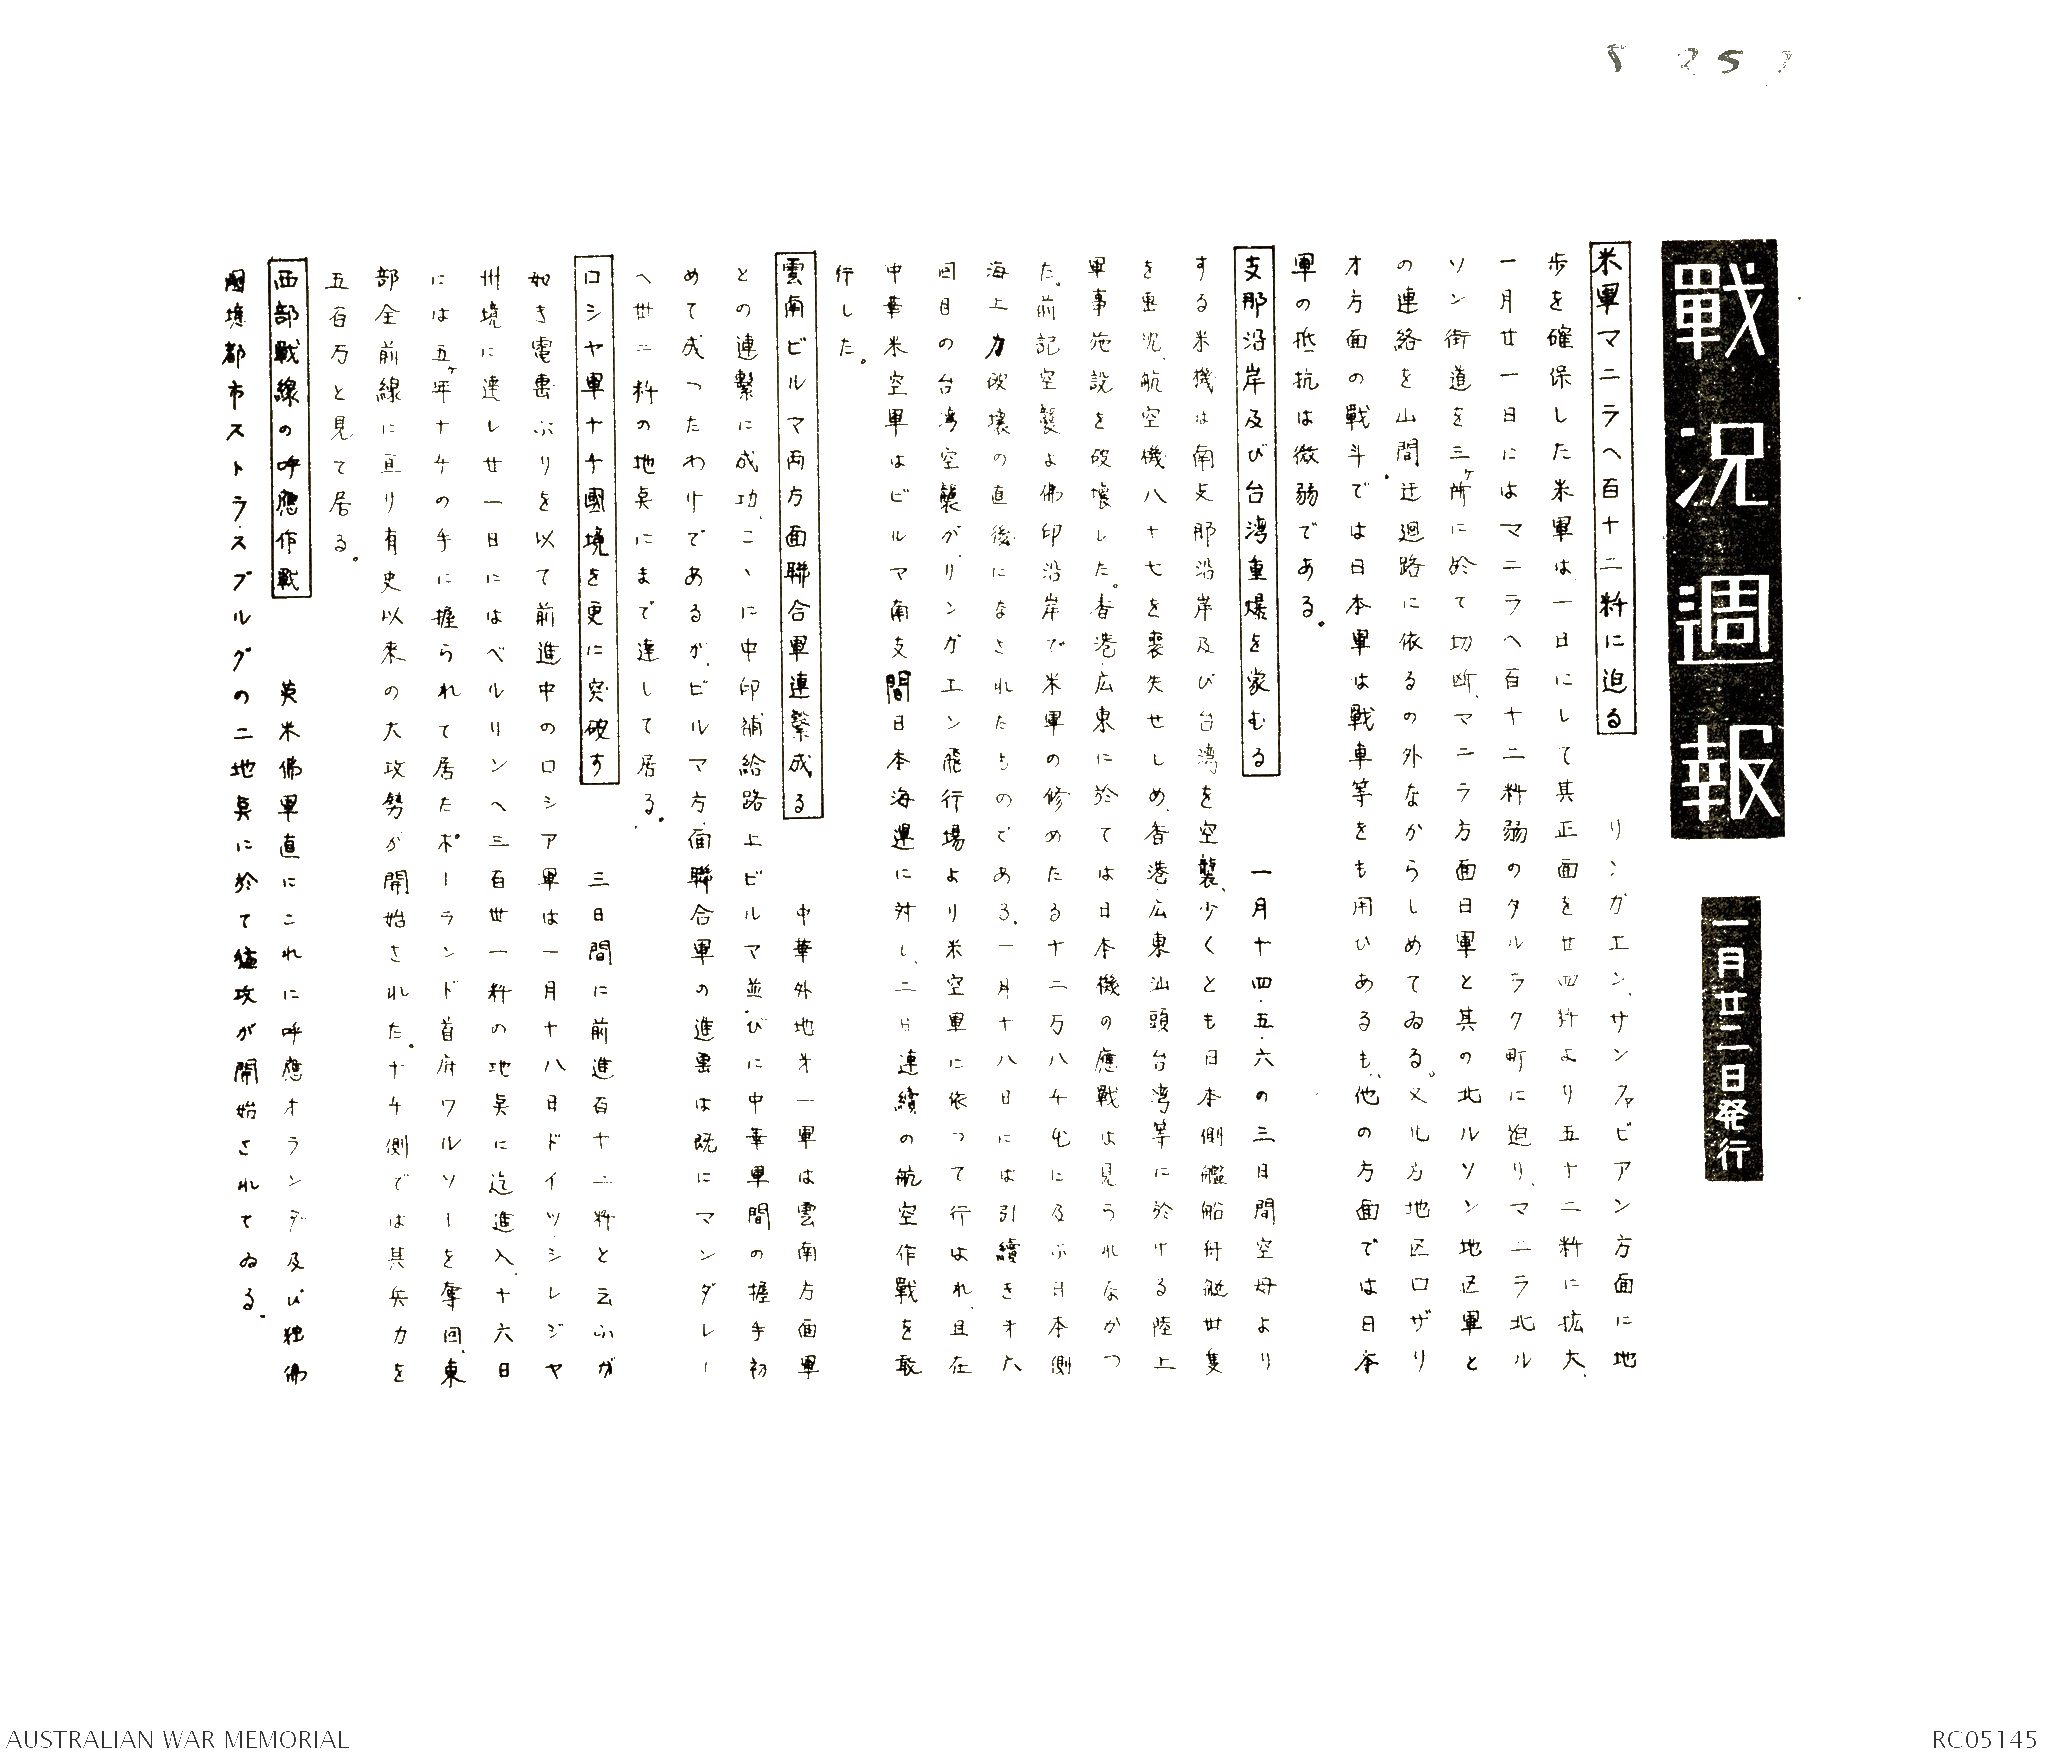 戰況週報
一月廿二日発行
米軍マニラへ百十二粁に迫る
リンガエン、サンファビアン方面に地
歩を確保した米軍は、一日にして其正面を廿四粁より五十二粁に拡大、
一月廿一日にはマニラへ百十二粁弱のタルラク町に迫り、マニラ北ル
ソン街道を三ヶ所に於て切断、マニラ方面日軍と其の北ルソン地区軍と
の連絡を山間迂廻路に依るの外なからしめてゐる。又北方地区ロザリ
オ方面の戰斗では日本軍は戰車等をも用ひあるも、他の方面では日本
軍の抵抗は微弱である。
支那沿岸及び台湾重爆を蒙むる
一月十四・五・六の三日間空母より
する米機は南支那沿岸及び台湾を空襲、少くとも日本側艦船舟艇廿隻
を轟沈、航空機八十七を喪失せしめ、香港、広東、汕頭、台湾等に於ける陸上
軍事施設を破壊した。香港、広東に於ては日本機の應戰は見られなかつ
た。前記空襲は佛印沿岸で米軍の修めたる十二万八千屯に及ぶ日本側
海上力破壊の直後になされたものである。一月十八日には引續きオ六
回目の台湾空襲が、リンガエン飛行場より米空軍に依つて行はれ、且在
中華米空軍はビルマ南支間日本海運に対し、二ヶ月連續の航空作戰を敢
行した。
雲南ビルマ両方面聯合軍連繋成る
中華外地オ一軍は雲南方面軍
との連繋に成功、こゝに中印補給路上ビルマ並びに中華軍間の握手初
めて成つたわけであるが、ビルマ方面聯合軍の進出は既にマンダレー
へ廿二粁の地奌にまで達して居る。
ロシヤ軍ナチ國境を更に突破す
三日間に前進百十二粁と云ふが
如き電撃ぶりを以て前進中のロシア軍は一月十八日ドイツ、シレジヤ
州境に達し廿一日にはベルリンへ三百廿一粁の地奌に迄進入、十六日
には五ヶ年ナチの手に握られて居たポーランド首府ワルソーを奪回、東
部全前線に亘り有史以来の大攻勢が開始された。ナチ側では其兵力を
五百万と見て居る。
西部戰線の呼應作戰
英米佛軍直にこれに呼應オランデ及び独佛
國境都市ストラスブルグの二地奌に於て猛攻が開始されてゐる。
AUSTRALIAN WAR MEMORIAL
RC05145